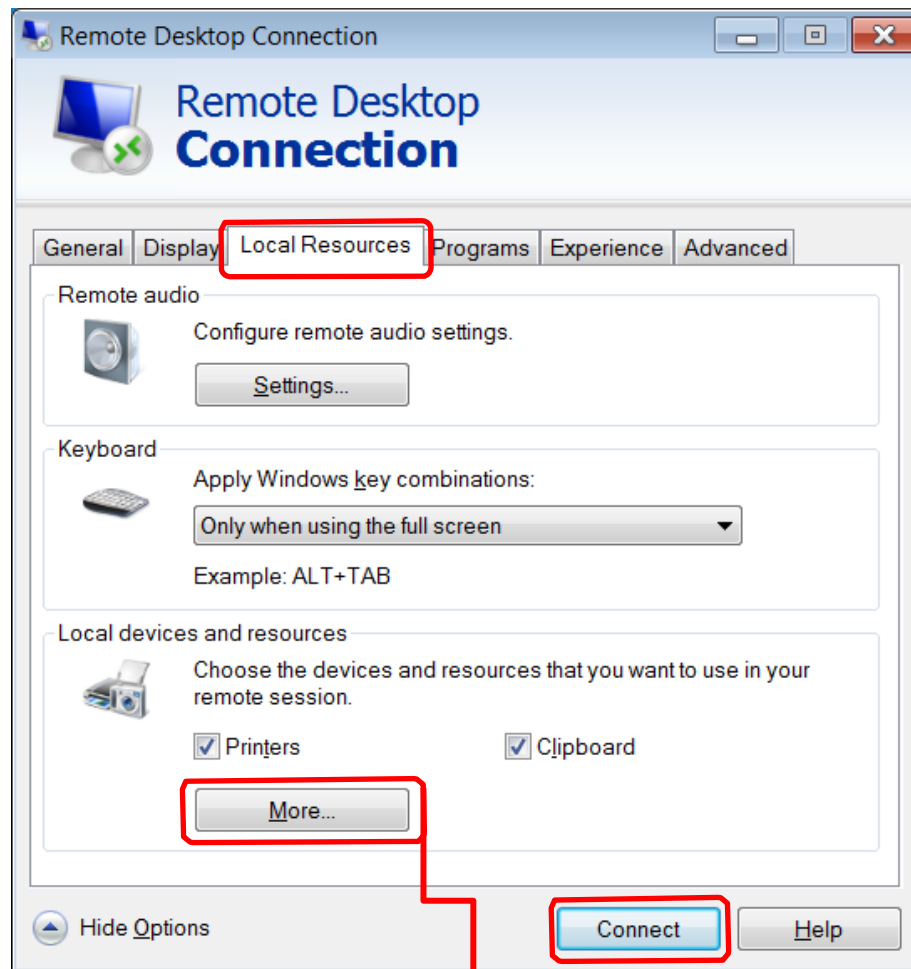 Remote Desktop Connection
Remote Desktop
Connection
General Display Local Resources Programs Experience Advanced
Remote audio
Configure remote audio settings.
Settings...
Keyboard
Apply Windows key combinations:
Only when using the full screen
Example: ALT+TAB
Local devices and resources
Choose the devices and resources that you want to use in your
remote session.
Printers Clipboard
More...
Hide Options Connect Help